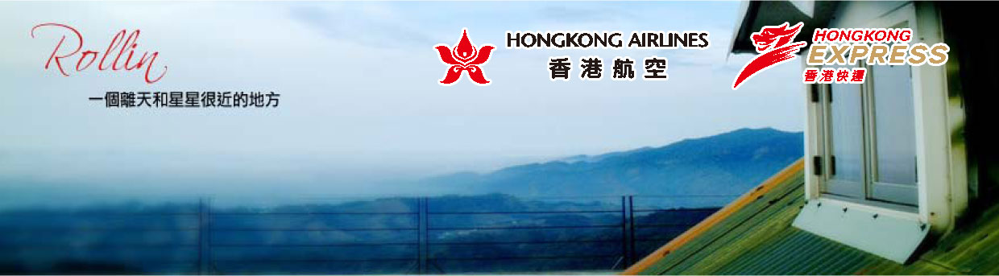 Rollin
一個離天和星星很近的地方
HONGKONG AIRLINES
香港航空
HONGKONG
EXPRESS
香港快運